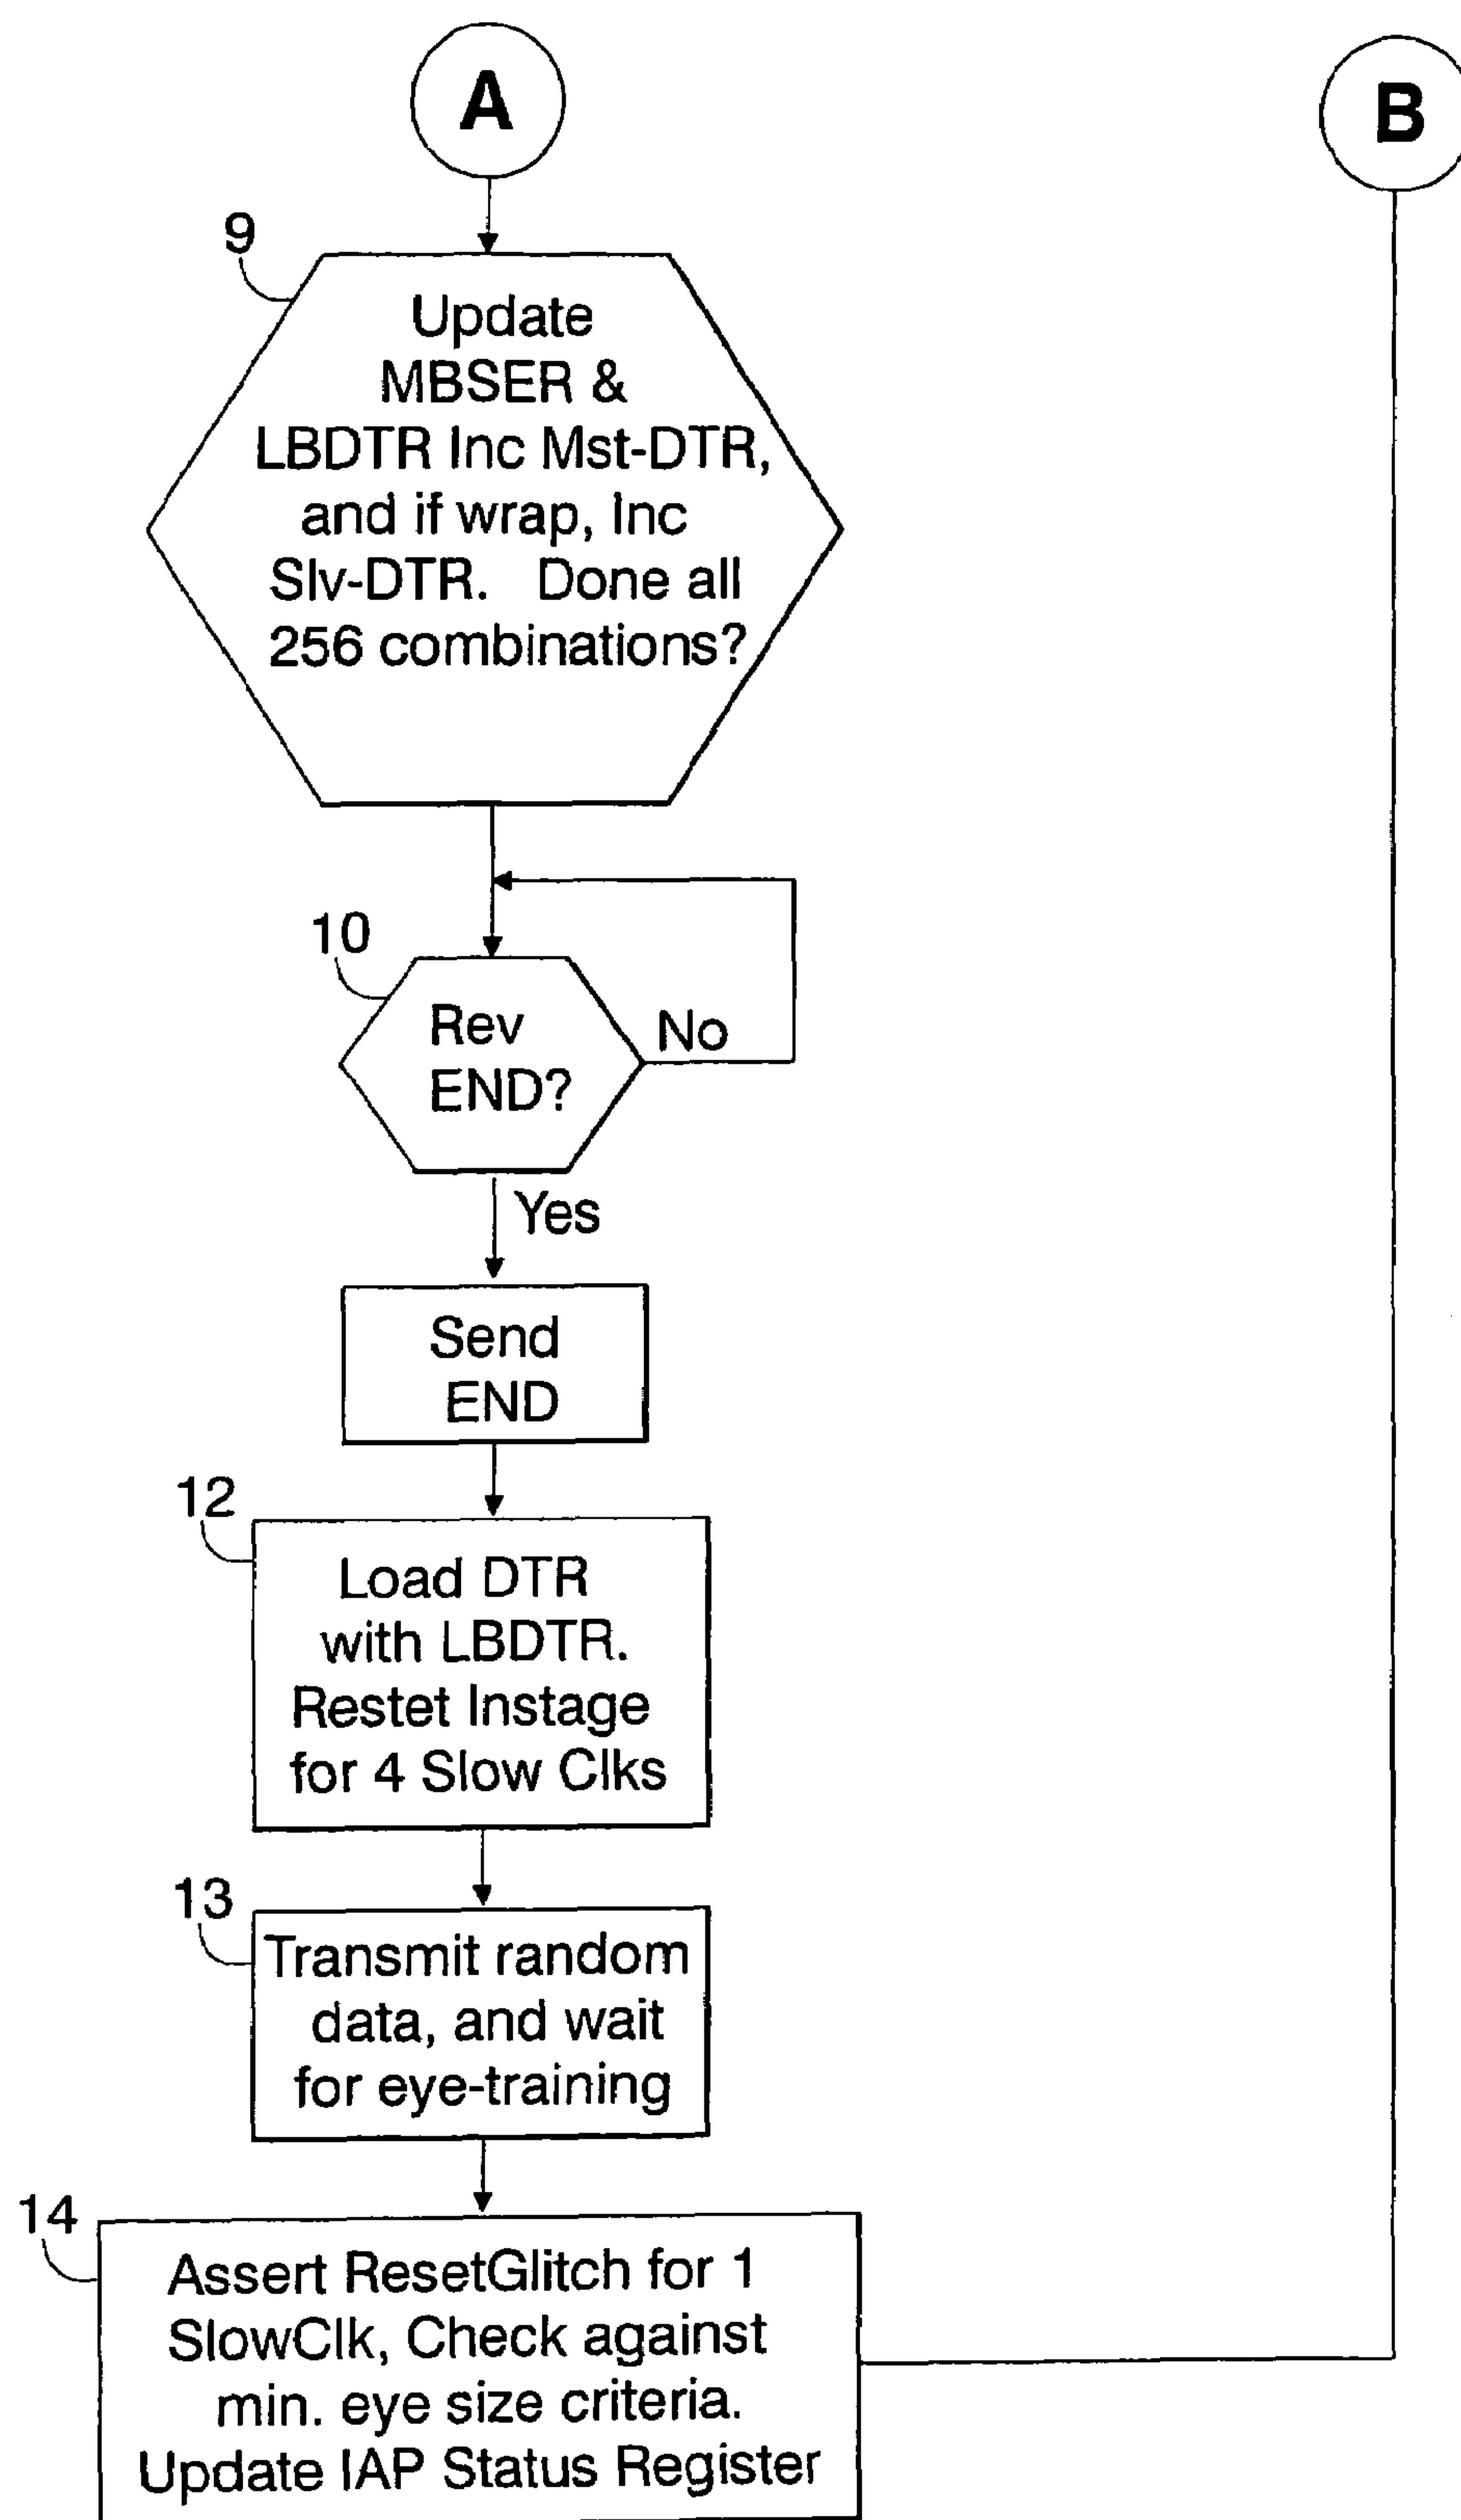 A
B
9
Update
MBSER &
LBDTR Inc Mst-DTR,
and if wrap, Inc
Slv-DTR. Done all
256 combinations?
10
Rev
END?
No
Yes
Send
END
12
Load DTR
with LBDTR.
Restet Instage
for 4 Slow Clks
13
Transmit random
data, and wait
for eye-training
14
Assert ResetGlitch for 1
SlowClk, Check against
min. eye size criteria.
Update IAP Status Register